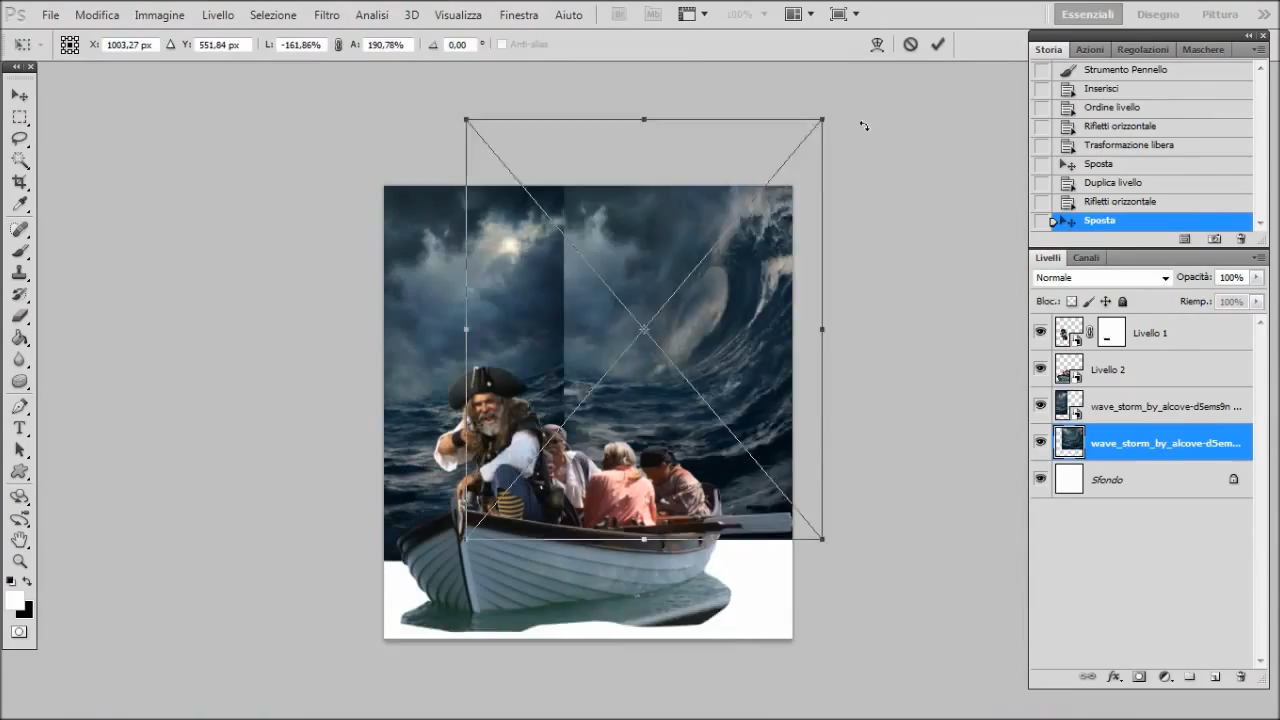 Ps File Modifica Immagine Livello Selezione Filtro Analisi 3D Visualizza Finestra Aiuto Br Mb 100% Essenziali Disegno Pittura
X: 1003,27 px Y: 551,84 px L: -161,86% A: 190,78% 0,00 ° Anti-alias
Storia Azioni Regolazioni Maschere
Strumento Pennello
Inserisci
Ordine livello
Rifletti orizzontale
Trasformazione libera
Sposta
Duplica livello
Rifletti orizzontale
Sposta
Livelli Canali
Normale Opacità: 100%
Bloc.: Riemp.: 100%
Livello 1
Livello 2
wave_storm_by_alcove-d5ems9n ...
wave_storm_by_alcove-d5em...
Sfondo